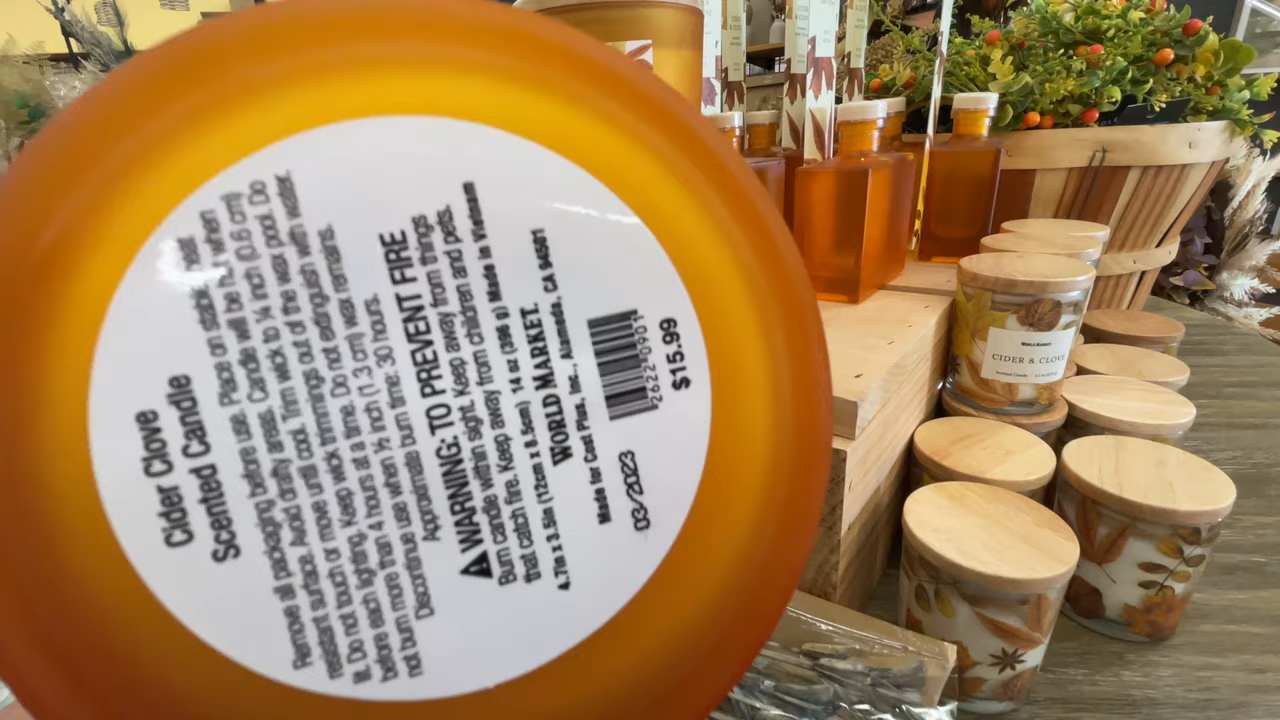 Cider Clove
Scented Candle
Remove all packaging before use. Place on stable, heat
resistant surface. Avoid drafty areas. Candle will be hot when
lit. Do not touch or move until cool. Trim wick to ¼ inch (0.6 cm)
before each lighting. Keep wick trimmings out of the wax pool. Do
not burn more than 4 hours at a time. Do not extinguish with water.
Discontinue use when ½ inch (1.3 cm) wax remains.
Approximate burn time: 30 hours.
WARNING: TO PREVENT FIRE
Burn candle within sight. Keep away from things
that catch fire. Keep away from children and pets.
4.7in x 3.5in (12cm x 8.5cm) 14 oz (396 g) Made in Vietnam
WORLD MARKET.
Made for Cost Plus, Inc., Alameda, CA 94501
03-2023
$15.99
WORLD MARKET
CIDER & CLOVE
Scented Candle